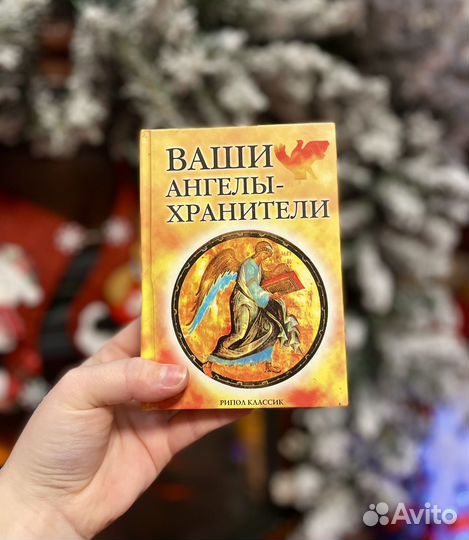 ВАШИ
АНГЕЛЫ-
ХРАНИТЕЛИ
РИПОЛ КЛАССИК
Avito